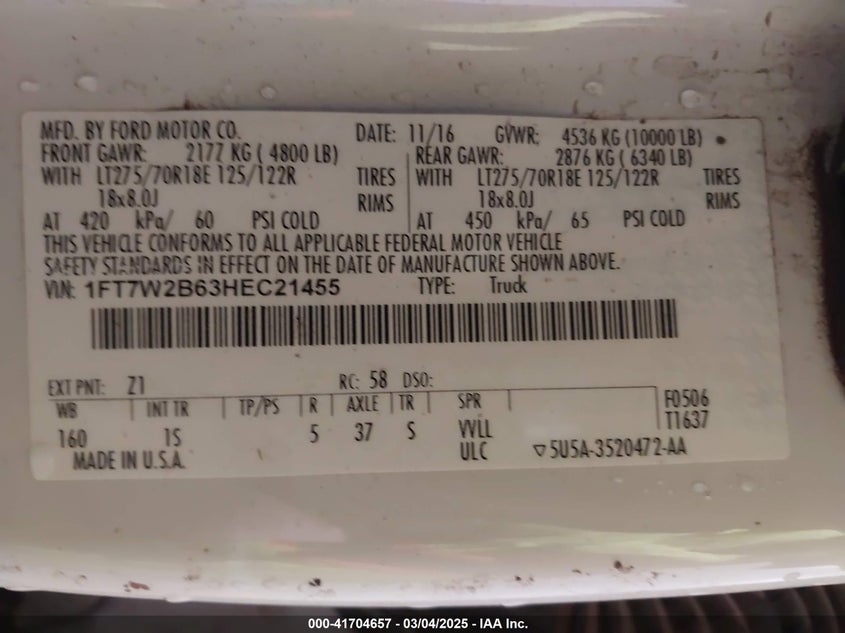 MFD. BY FORD MOTOR CO. DATE: 11/16 GVWR: 4536 KG (10000 LB)
FRONT GAWR: 2177 KG ( 4800 LB) REAR GAWR: 2876 KG ( 6340 LB)
WITH LT275/70R18E 125/122R TIRES WITH LT275/70R18E 125/122R TIRES
18x8.0J RIMS 18x8.0J RIMS
AT 420 kPa/ 60 PSI COLD AT 450 kPa/ 65 PSI COLD
THIS VEHICLE CONFORMS TO ALL APPLICABLE FEDERAL MOTOR VEHICLE
SAFETY STANDARDS IN EFFECT ON THE DATE OF MANUFACTURE SHOWN ABOVE.
VIN: 1FT7W2B63HEC21455 TYPE: Truck
EXT PNT: Z1 RC: 58 DSO:
WB INT TR TP/PS R AXLE TR SPR F0506
160 1S 5 37 S VVLL T1637
ULC
MADE IN U.S.A. ▽5U5A-3520472-AA
000-41704657 - 03/04/2025 - IAA Inc.